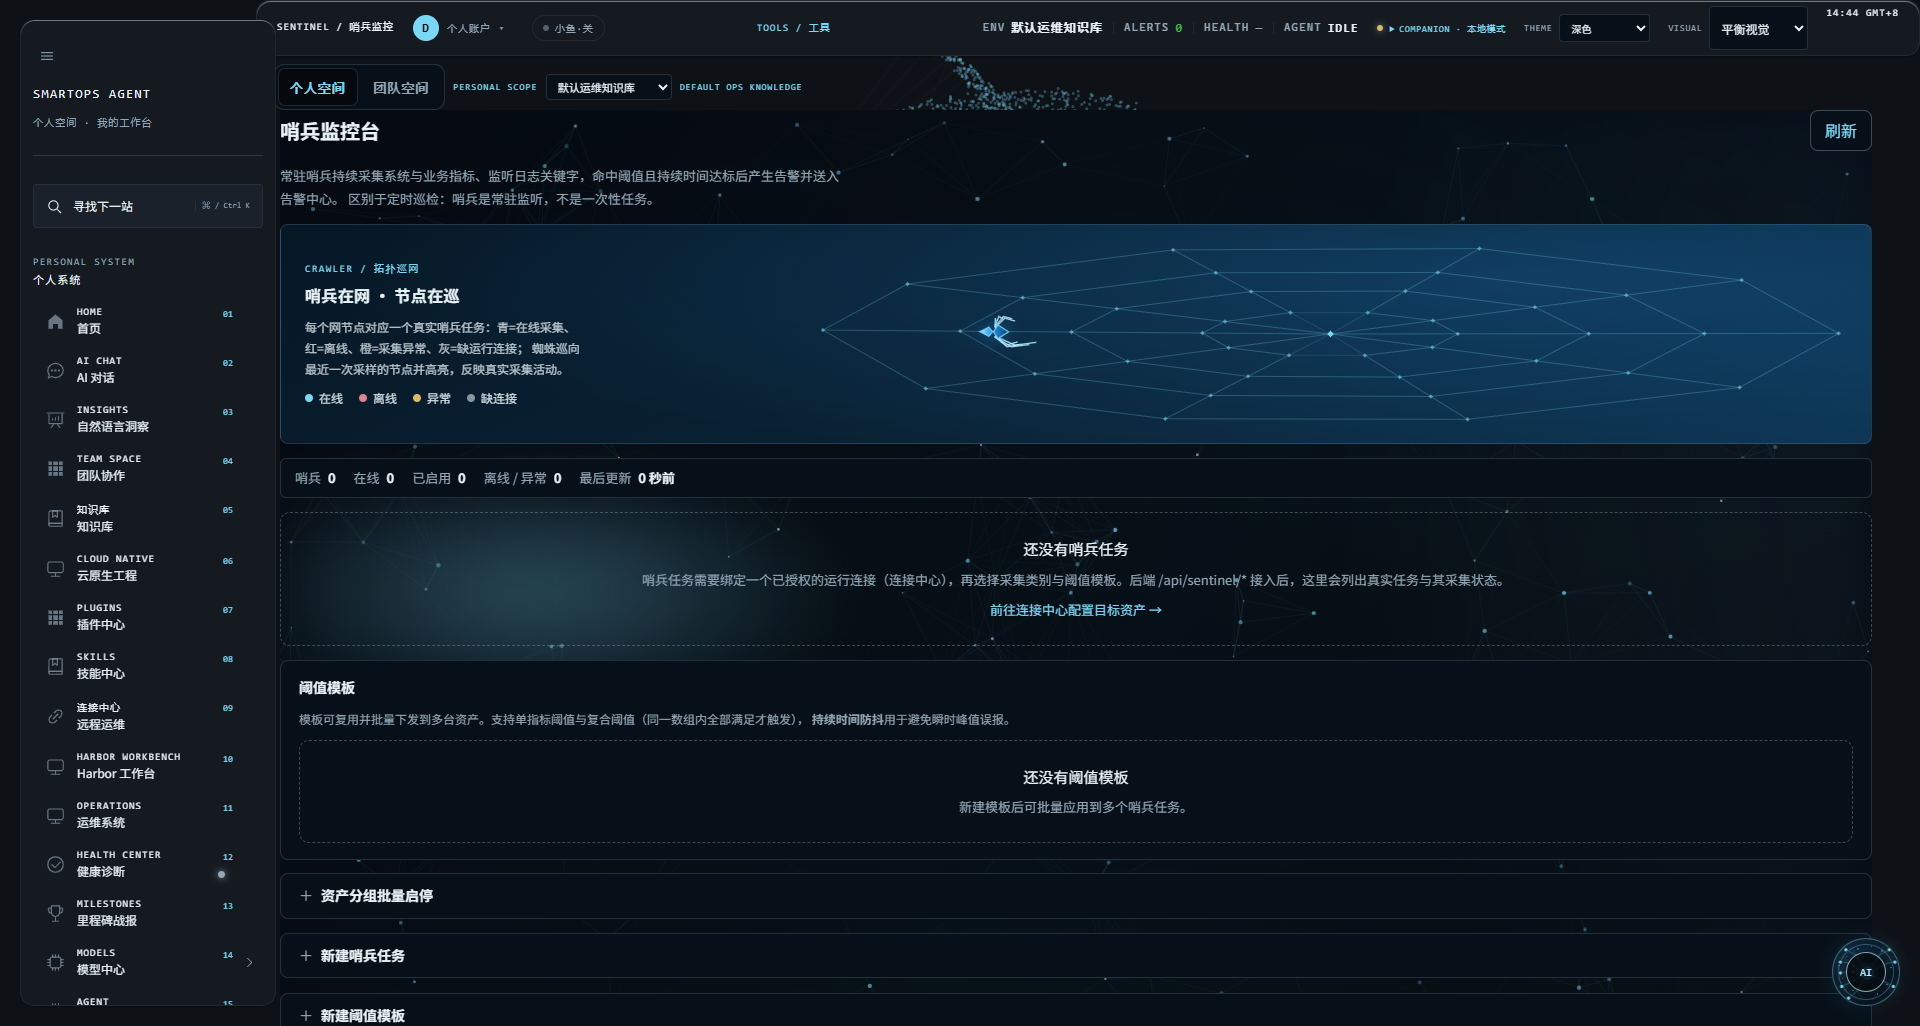 SENTINEL / 哨兵监控
D 个人账户
小鱼·关
TOOLS / 工具
ENV 默认运维知识库
ALERTS 0
HEALTH —
AGENT IDLE
COMPANION · 本地模式
THEME 深色
VISUAL 平衡视觉
14:44 GMT+8
SMARTOPS AGENT
个人空间 · 我的工作台
寻找下一站
⌘ / Ctrl K
PERSONAL SYSTEM
个人系统
HOME
首页
01
AI CHAT
AI 对话
02
INSIGHTS
自然语言洞察
03
TEAM SPACE
团队协作
04
知识库
知识库
05
CLOUD NATIVE
云原生工程
06
PLUGINS
插件中心
07
SKILLS
技能中心
08
连接中心
远程运维
09
HARBOR WORKBENCH
Harbor 工作台
10
OPERATIONS
运维系统
11
HEALTH CENTER
健康诊断
12
MILESTONES
里程碑战报
13
MODELS
模型中心
14
AGENT
15
个人空间
团队空间
PERSONAL SCOPE
默认运维知识库
DEFAULT OPS KNOWLEDGE
哨兵监控台
刷新
常驻哨兵持续采集系统与业务指标、监听日志关键字，命中阈值且持续时间达标后产生告警并送入
告警中心。 区别于定时巡检：哨兵是常驻监听，不是一次性任务。
CRAWLER / 拓扑巡网
哨兵在网 · 节点在巡
每个网节点对应一个真实哨兵任务：青=在线采集、
红=离线、橙=采集异常、灰=缺运行连接； 蜘蛛巡向
最近一次采样的节点并高亮，反映真实采集活动。
在线 离线 异常 缺连接
哨兵 0 在线 0 已启用 0 离线 / 异常 0 最后更新 0 秒前
还没有哨兵任务
哨兵任务需要绑定一个已授权的运行连接（连接中心），再选择采集类别与阈值模板。后端 /api/sentinel/* 接入后，这里会列出真实任务与其采集状态。
前往连接中心配置目标资产 →
阈值模板
模板可复用并批量下发到多台资产。支持单指标阈值与复合阈值（同一数组内全部满足才触发）， 持续时间防抖用于避免瞬时峰值误报。
还没有阈值模板
新建模板后可批量应用到多个哨兵任务。
＋ 资产分组批量启停
＋ 新建哨兵任务
＋ 新建阈值模板
AI